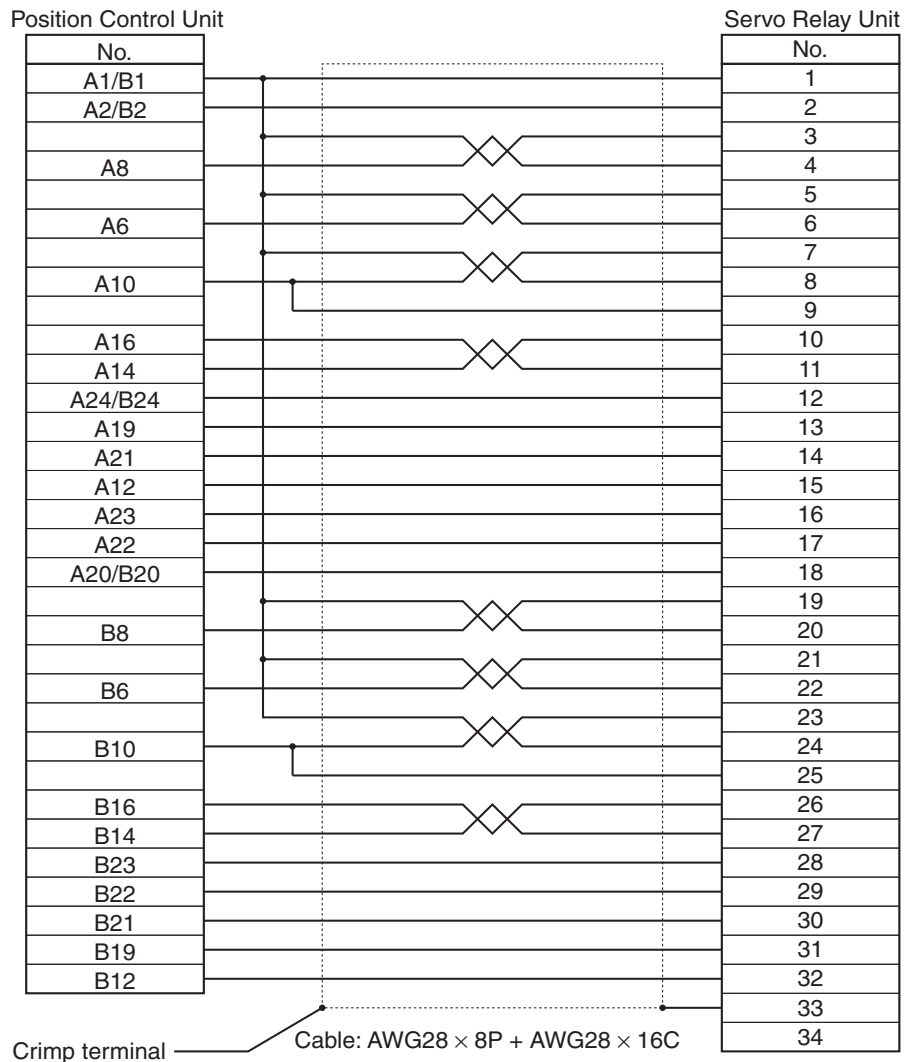 Position Control Unit Servo Relay Unit
No. No.
A1/B1 1
A2/B2 2
3
A8 4
5
A6 6
7
A10 8
9
A16 10
A14 11
A24/B24 12
A19 13
A21 14
A12 15
A23 16
A22 17
A20/B20 18
19
B8 20
21
B6 22
23
B10 24
25
B16 26
B14 27
B23 28
B22 29
B21 30
B19 31
B12 32
33
34
Crimp terminal Cable: AWG28 × 8P + AWG28 × 16C